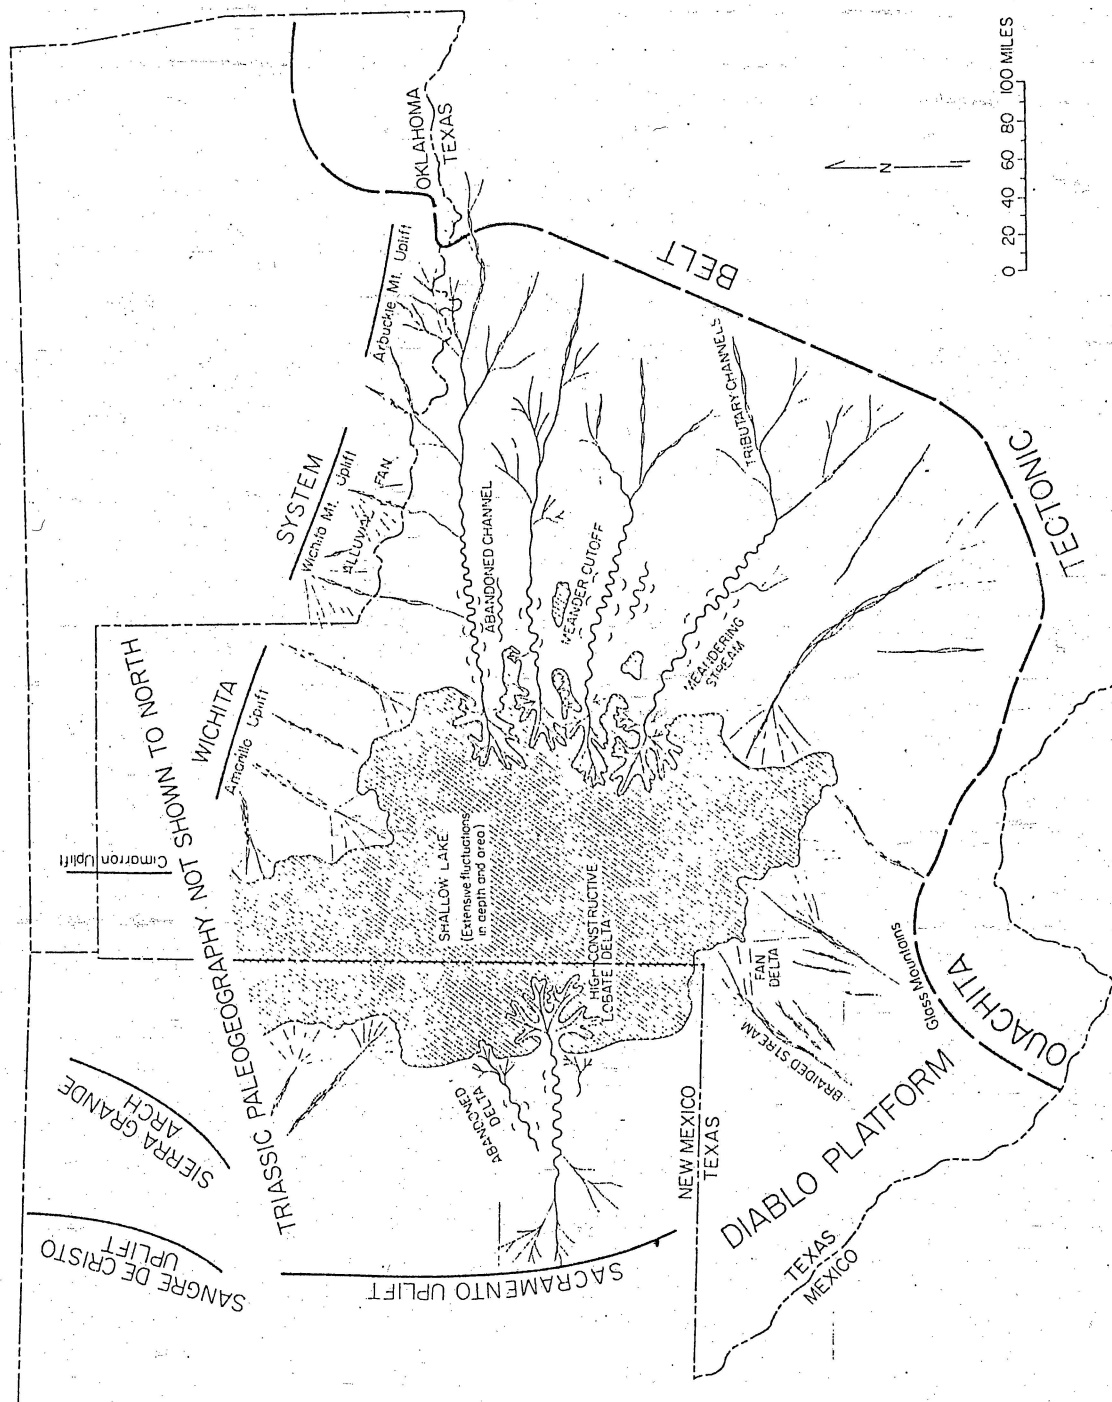 SANGRE DE CRISTO
UPLIFT
SIERRA GRANDE
ARCH
TRIASSIC PALEOGEOGRAPHY NOT SHOWN TO NORTH
Cimarron Uplift
WICHITA
Amarillo Uplift
SYSTEM
Wichita Mt. Uplift
ALLUVIAL FAN
Arbuckle Mt. Uplift
OKLAHOMA
TEXAS
SACRAMENTO UPLIFT
ABANDONED
DELTA
SHALLOW LAKE
(Extensive fluctuations
in depth and area)
HIGH-CONSTRUCTIVE
LOBATE DELTA
ABANDONED CHANNEL
MEANDER CUTOFF
MEANDERING
STREAM
TRIBUTARY CHANNELS
NEW MEXICO
TEXAS
BRAIDED STREAM
FAN
DELTA
Glass Mountains
DIABLO PLATFORM
TEXAS
MEXICO
OUACHITA
TECTONIC
BELT
N
0 20 40 60 80 100 MILES